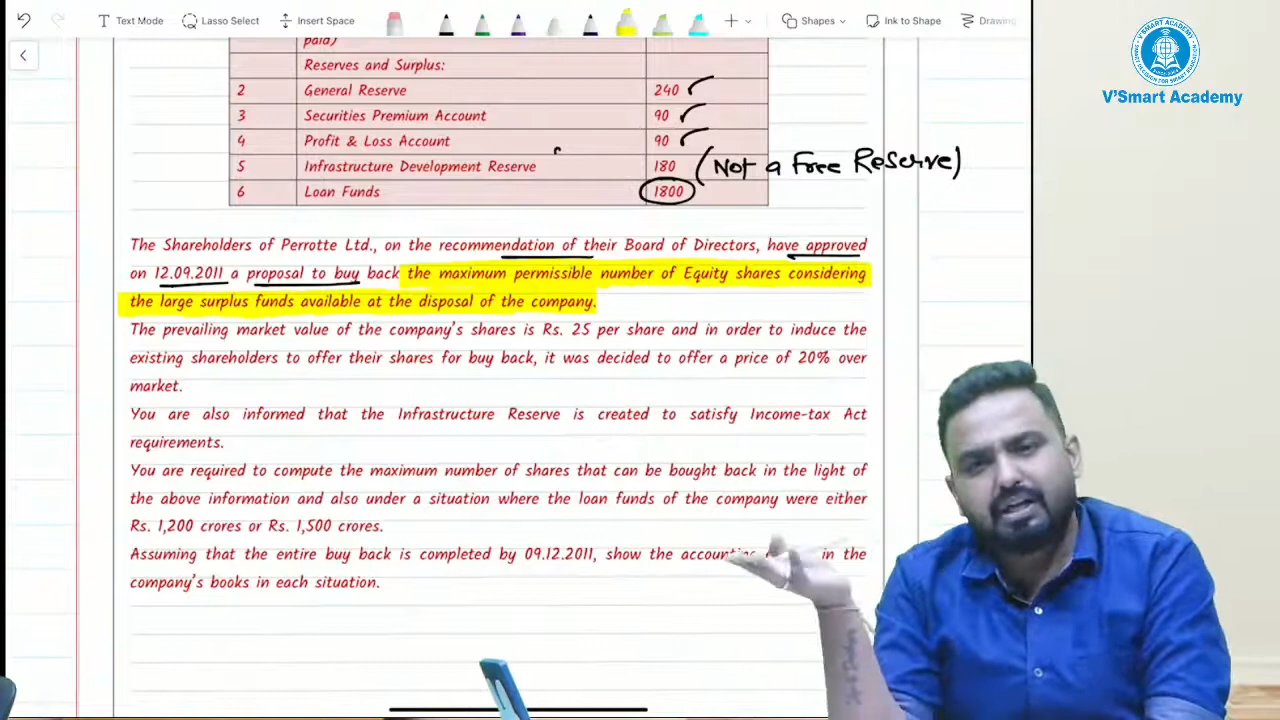 Text Mode Lasso Select Insert Space Shapes Ink to Shape Drawing
V'Smart Academy
paid)
Reserves and Surplus:
2 General Reserve 240
3 Securities Premium Account 90
4 Profit & Loss Account 90
5 Infrastructure Development Reserve 180 (Not a Free Reserve)
6 Loan Funds 1800
The Shareholders of Perrotte Ltd., on the recommendation of their Board of Directors, have approved
on 12.09.2011 a proposal to buy back the maximum permissible number of Equity shares considering
the large surplus funds available at the disposal of the company.
The prevailing market value of the company's shares is Rs. 25 per share and in order to induce the
existing shareholders to offer their shares for buy back, it was decided to offer a price of 20% over
market.
You are also informed that the Infrastructure Reserve is created to satisfy Income-tax Act
requirements.
You are required to compute the maximum number of shares that can be bought back in the light of
the above information and also under a situation where the loan funds of the company were either
Rs. 1,200 crores or Rs. 1,500 crores.
Assuming that the entire buy back is completed by 09.12.2011, show the accounting in the
company's books in each situation.